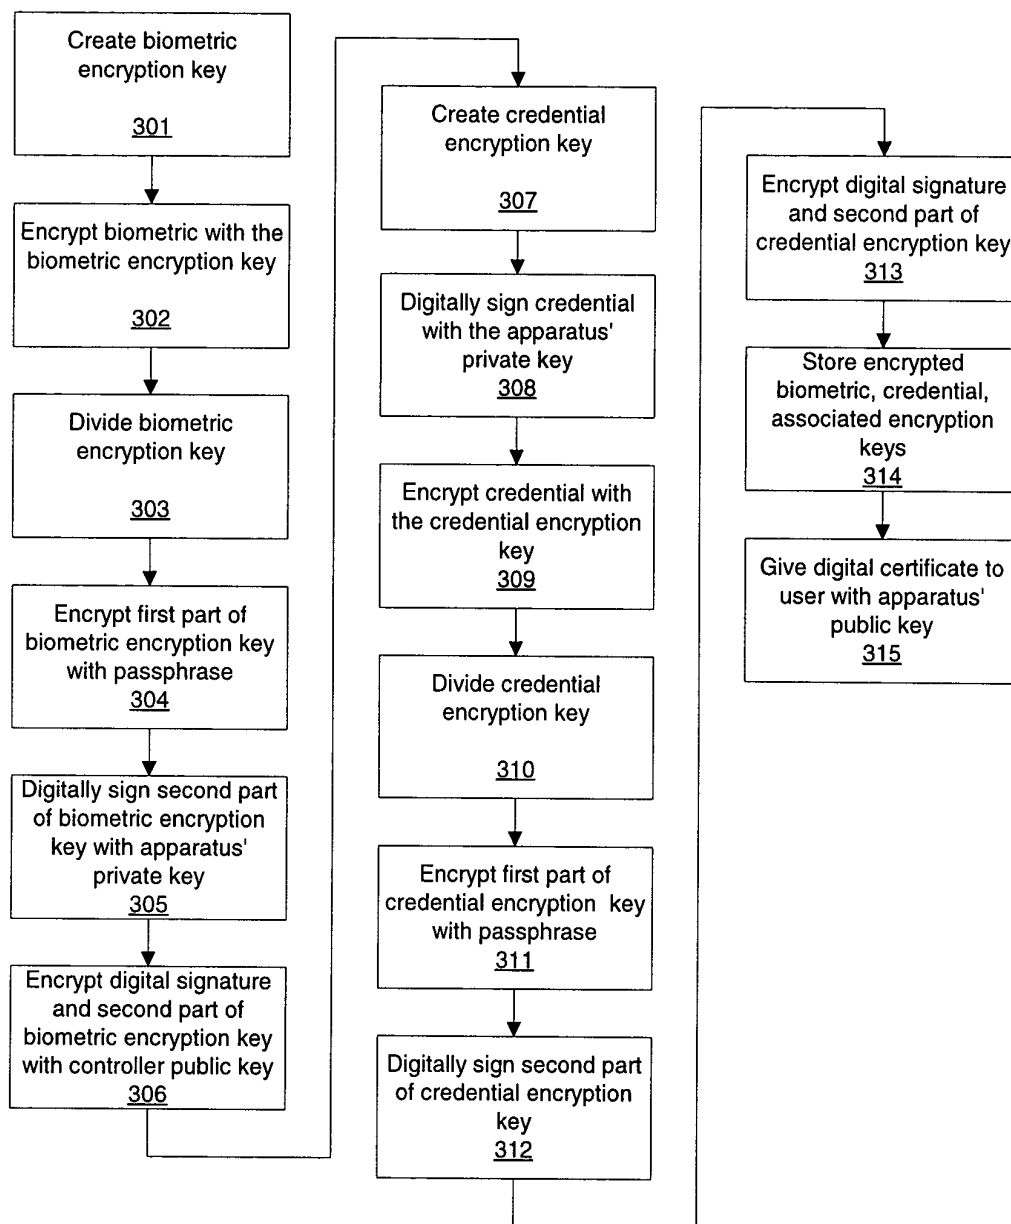 Create biometric
encryption key
301
Encrypt biometric with the
biometric encryption key
302
Divide biometric
encryption key
303
Encrypt first part of
biometric encryption key
with passphrase
304
Digitally sign second part
of biometric encryption
key with apparatus'
private key
305
Encrypt digital signature
and second part of
biometric encryption key
with controller public key
306
Create credential
encryption key
307
Digitally sign credential
with the apparatus'
private key
308
Encrypt credential with
the credential encryption
key
309
Divide credential
encryption key
310
Encrypt first part of
credential encryption key
with passphrase
311
Digitally sign second part
of credential encryption
key
312
Encrypt digital signature
and second part of
credential encryption key
313
Store encrypted
biometric, credential,
associated encryption
keys
314
Give digital certificate to
user with apparatus'
public key
315